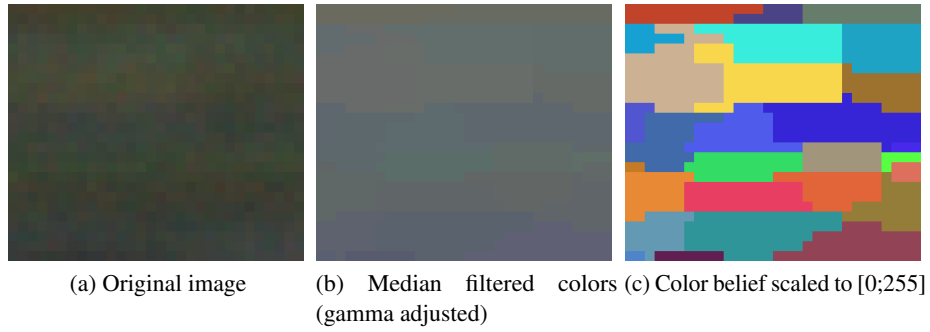 (a) Original image
(b) Median filtered colors
(gamma adjusted)
(c) Color belief scaled to [0;255]